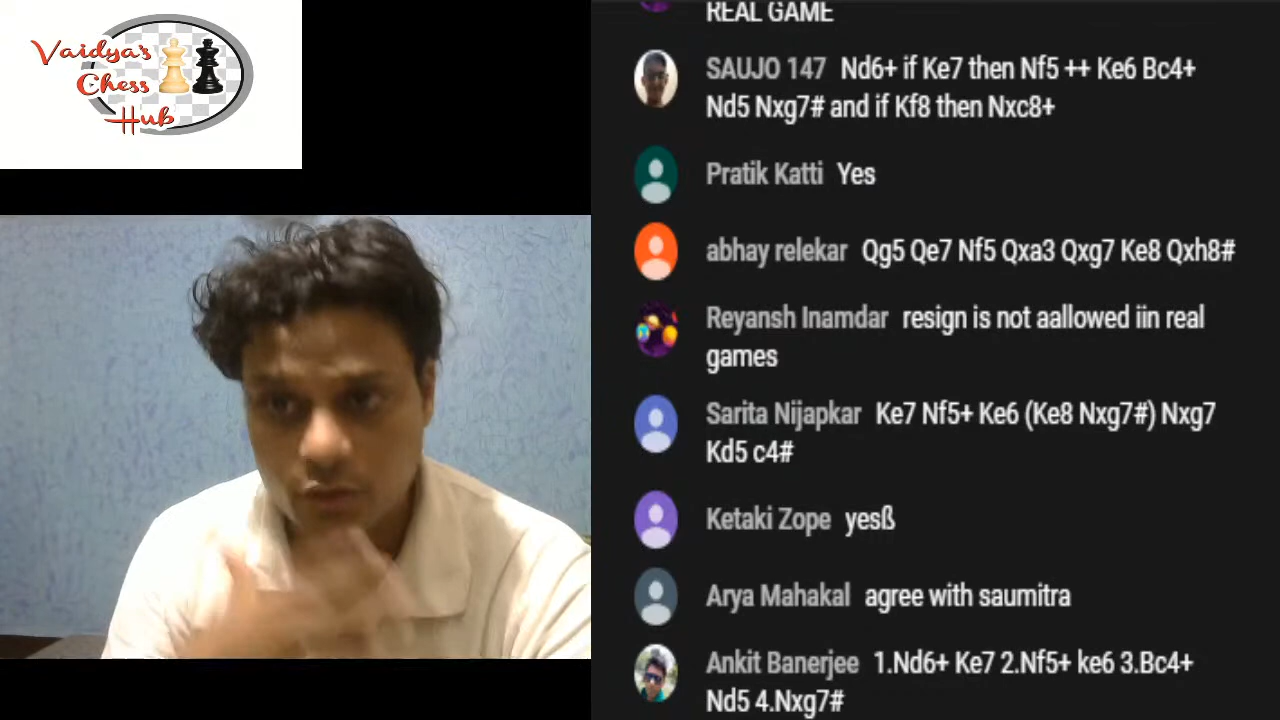 Vaidya's
Chess
Hub
REAL GAME
SAUJO 147 Nd6+ if Ke7 then Nf5 ++ Ke6 Bc4+
Nd5 Nxg7# and if Kf8 then Nxc8+
Pratik Katti Yes
abhay relekar Qg5 Qe7 Nf5 Qxa3 Qxg7 Ke8 Qxh8#
Reyansh Inamdar resign is not aallowed iin real
games
Sarita Nijapkar Ke7 Nf5+ Ke6 (Ke8 Nxg7#) Nxg7
Kd5 c4#
Ketaki Zope yesß
Arya Mahakal agree with saumitra
Ankit Banerjee 1.Nd6+ Ke7 2.Nf5+ ke6 3.Bc4+
Nd5 4.Nxg7#